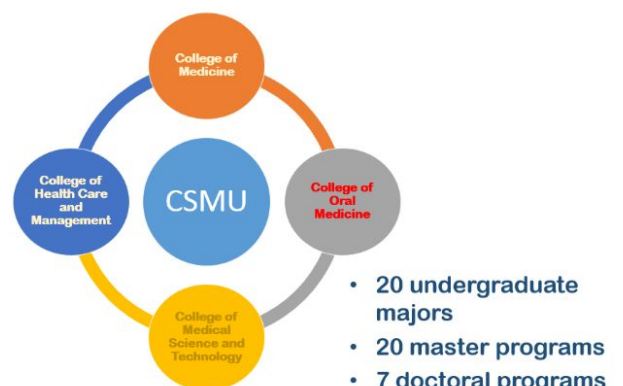 College of
Medicine
College of
Health Care
and
Management
CSMU
College of
Oral
Medicine
College of
Medical
Science and
Technology
• 20 undergraduate
majors
• 20 master programs
• 7 doctoral programs